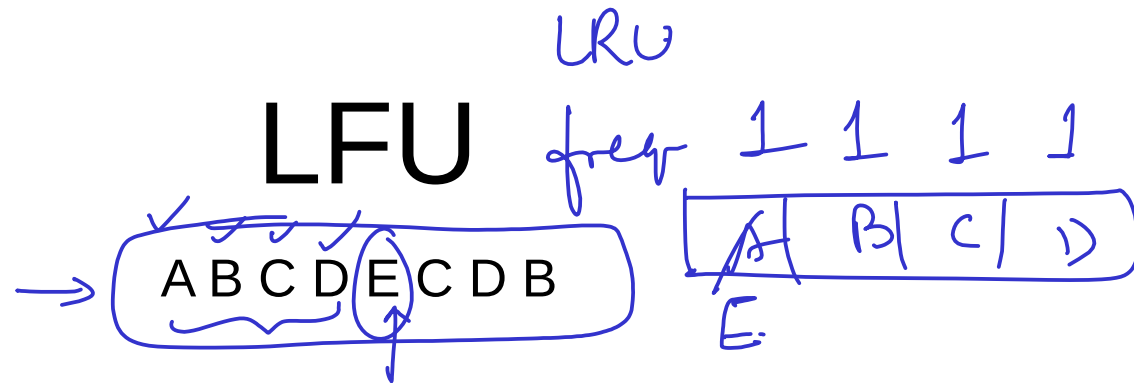 LRU
LFU
freq 1 1 1 1
A B C D
A B C D E C D B
E